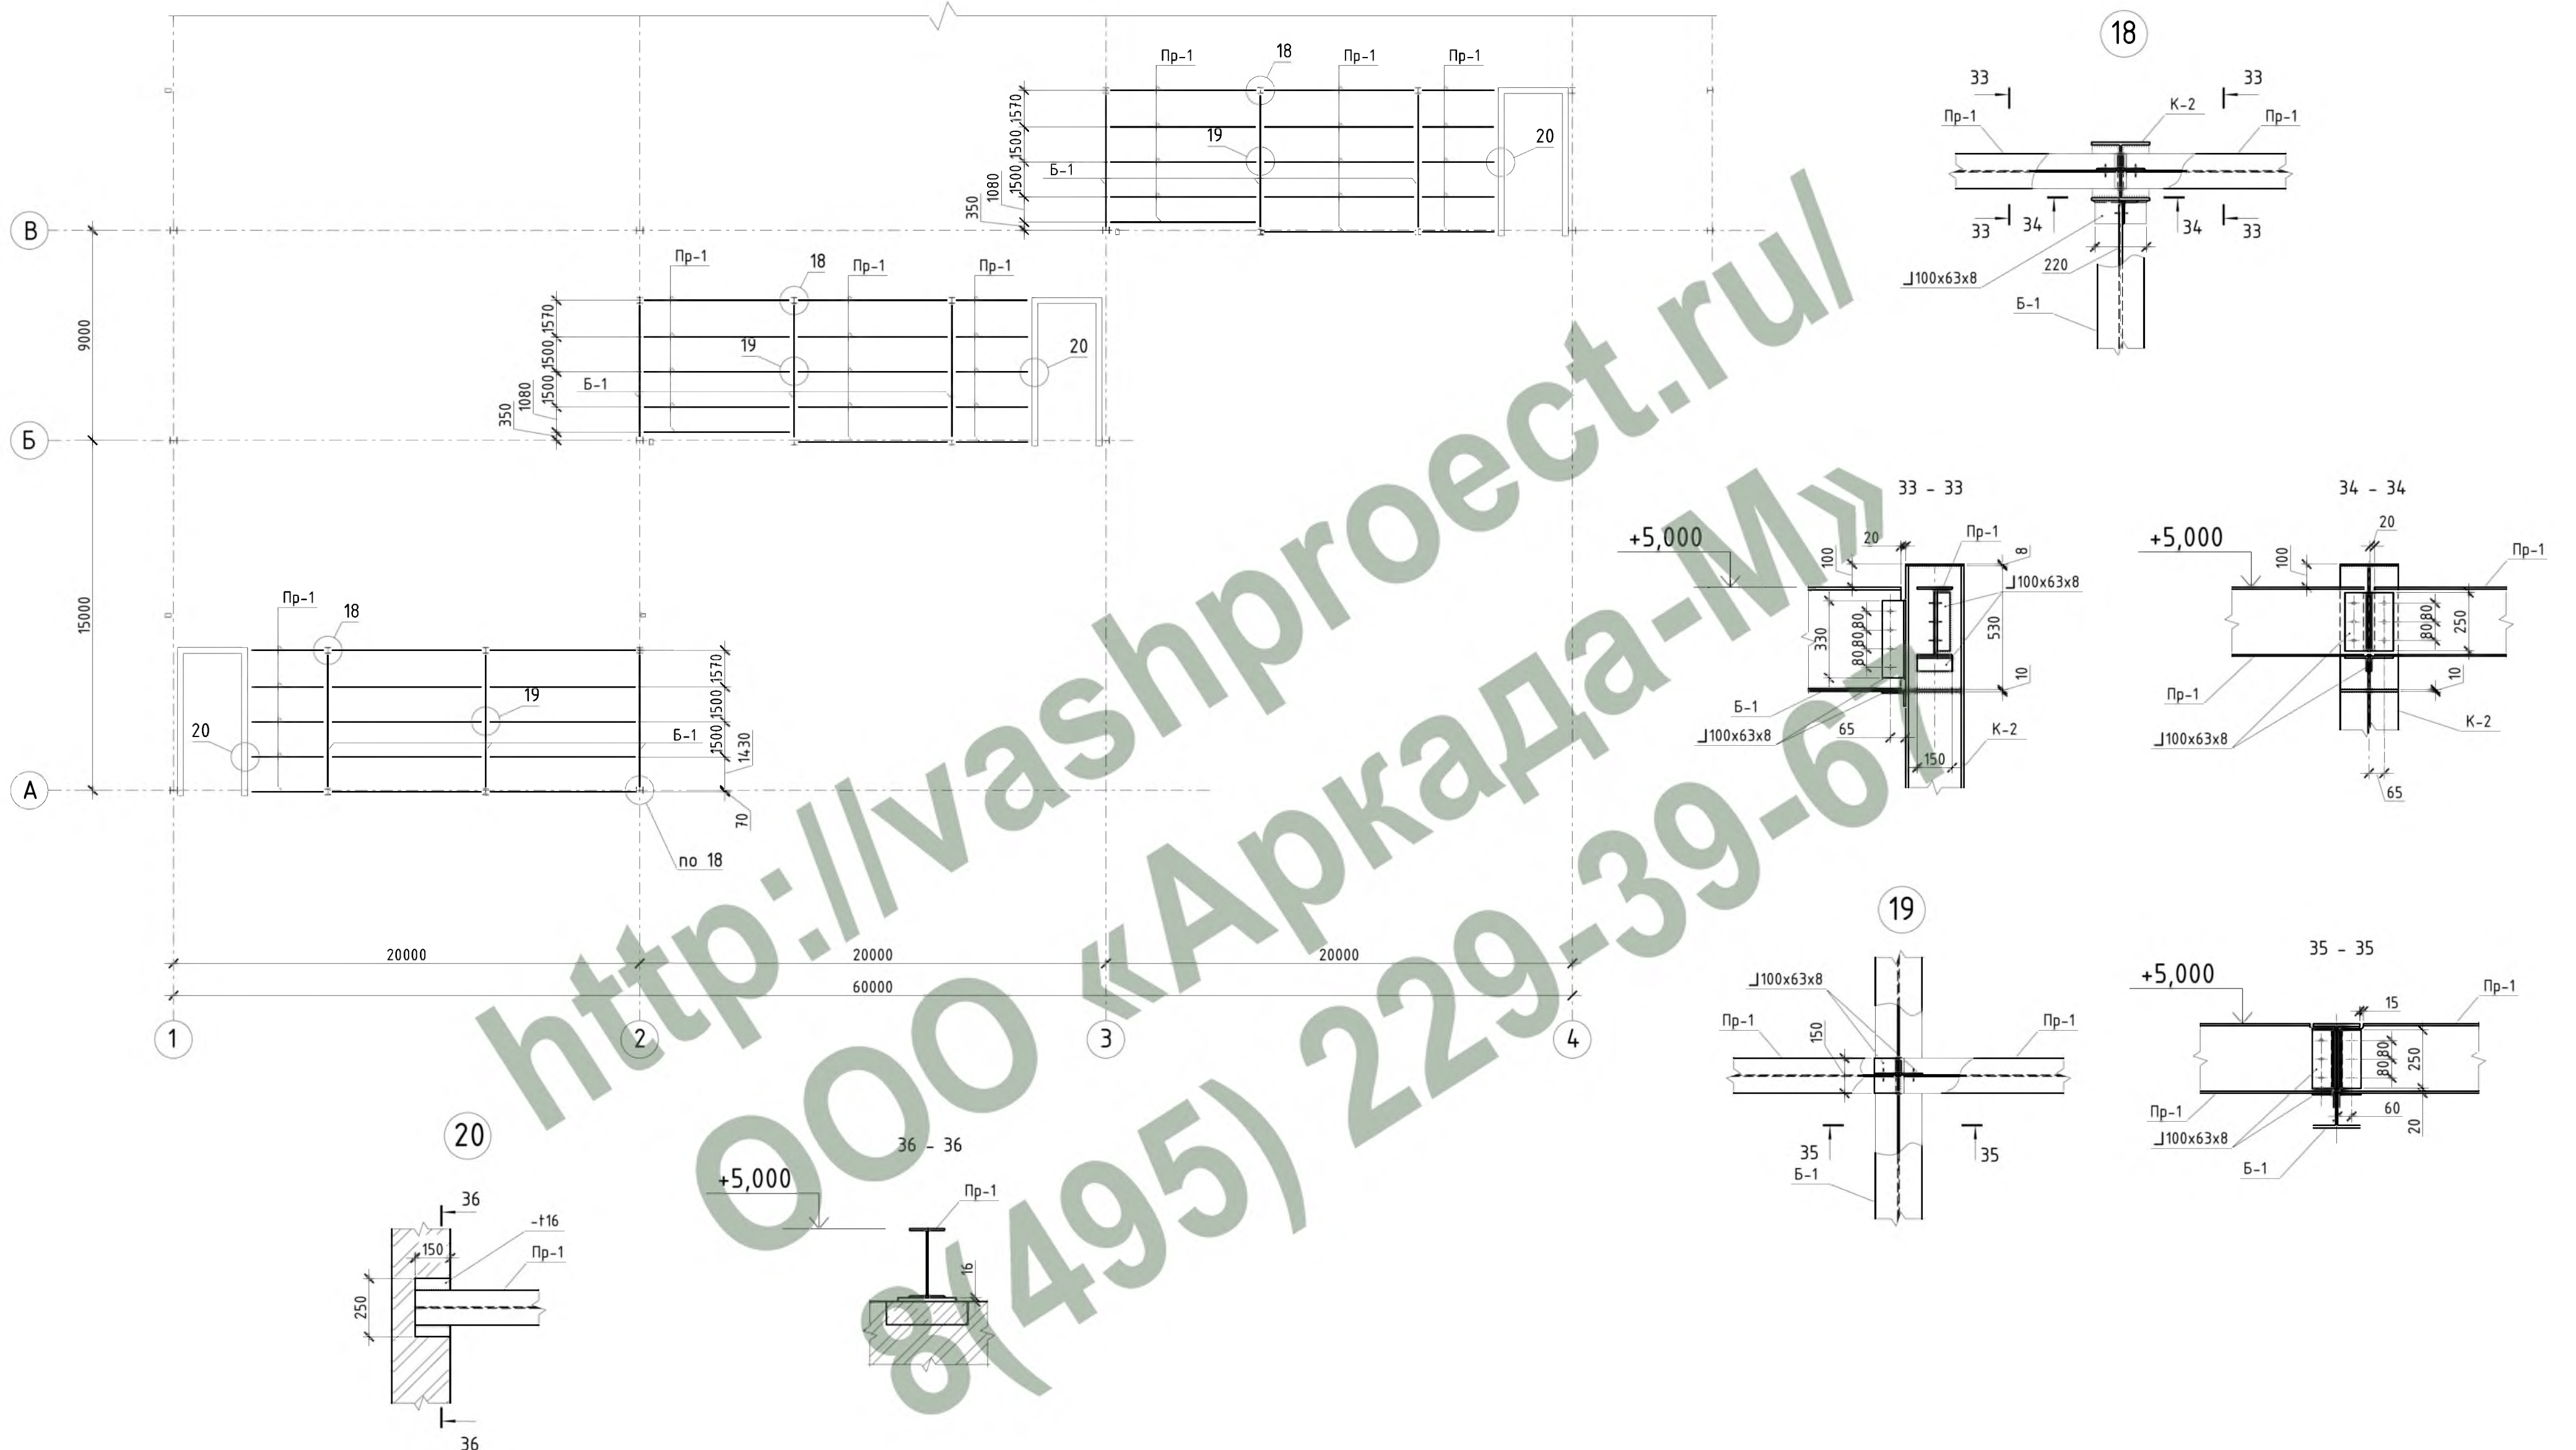 18
Пр-1
18
Пр-1
Пр-1
33
33
К-2
Пр-1
Пр-1
1570
1500
1500
1080
350
19
20
Б-1
В
33
34
34
33
220
⅃100х63х8
Б-1
Пр-1
18
Пр-1
Пр-1
1570
1500
1500
1080
350
19
20
Б-1
9000
Б
15000
33 - 33
+5,000
20
100
Пр-1
8
⅃100х63х8
330
80
80
80
80
530
10
Б-1
⅃100х63х8
65
150
К-2
34 - 34
20
+5,000
100
Пр-1
80
80
250
10
Пр-1
⅃100х63х8
К-2
65
Пр-1
18
1570
1500
1500
1430
70
19
20
Б-1
А
по 18
20000
20000
20000
60000
1
2
3
4
19
⅃100х63х8
Пр-1
Пр-1
150
35
35
Б-1
35 - 35
+5,000
Пр-1
15
80
80
250
60
20
Пр-1
⅃100х63х8
Б-1
20
36
-t16
150
Пр-1
250
36
36 - 36
+5,000
Пр-1
16
http://vashproect.ru/
ООО «Аркада-М»
8(495) 229-39-67